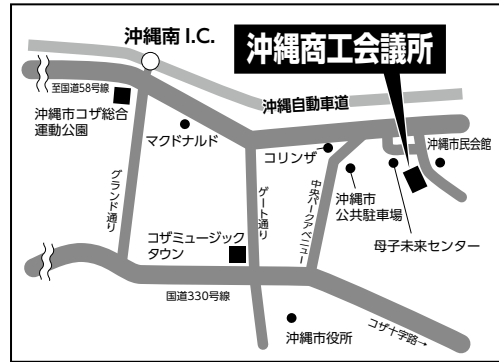 沖縄南 I.C.
沖縄商工会議所
至国道58号線
沖縄自動車道
沖縄市コザ総合
運動公園
マクドナルド
コリンザ
沖縄市民会館
グランド通り
ゲート通り
中央パークアベニュー
沖縄市
公共駐車場
母子未来センター
コザミュージック
タウン
国道330号線
沖縄市役所
コザ十字路→